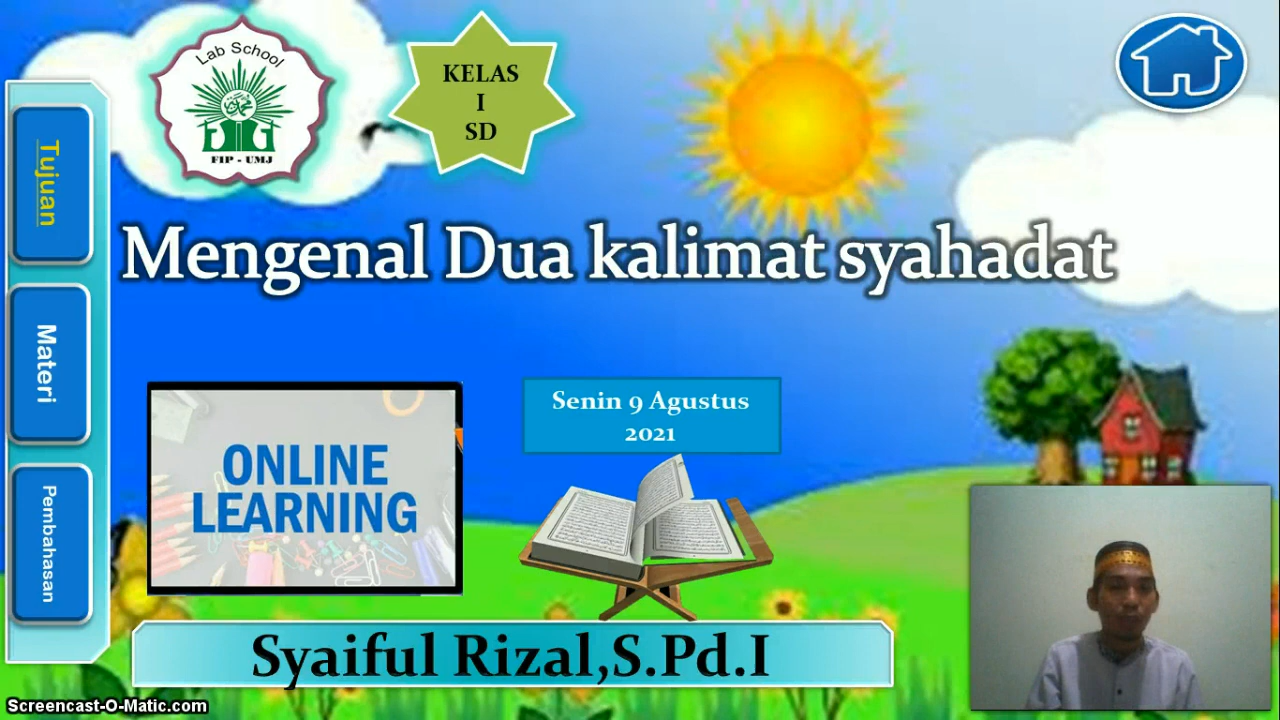 Lab School
FIP - UMJ
KELAS
I
SD
Tujuan
Materi
Pembahasan
Mengenal Dua kalimat syahadat
ONLINE
LEARNING
Senin 9 Agustus
2021
Syaiful Rizal,S.Pd.I
Screencast-O-Matic.com